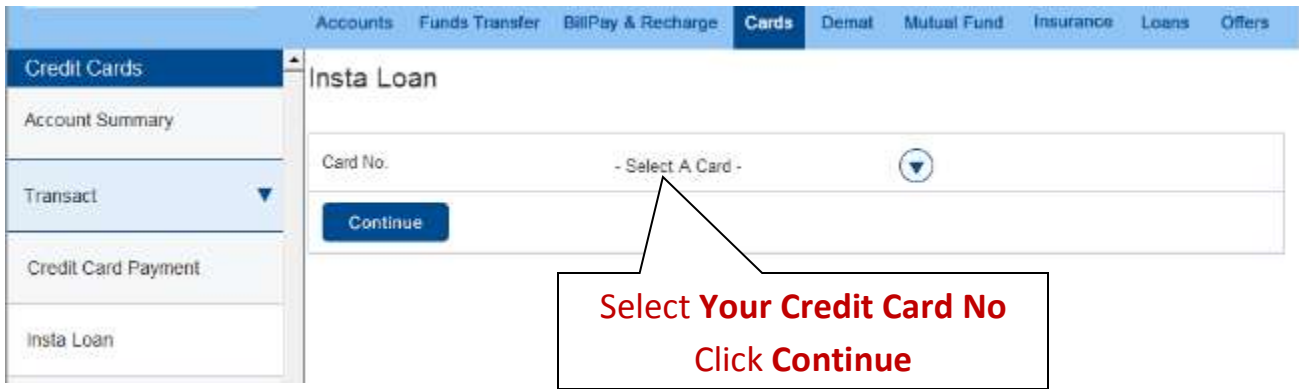 Accounts Funds Transfer BillPay & Recharge Cards Demat Mutual Fund Insurance Loans Offers
Credit Cards
Insta Loan
Account Summary
Card No. - Select A Card -
Transact
Continue
Credit Card Payment
Select Your Credit Card No
Click Continue
Insta Loan